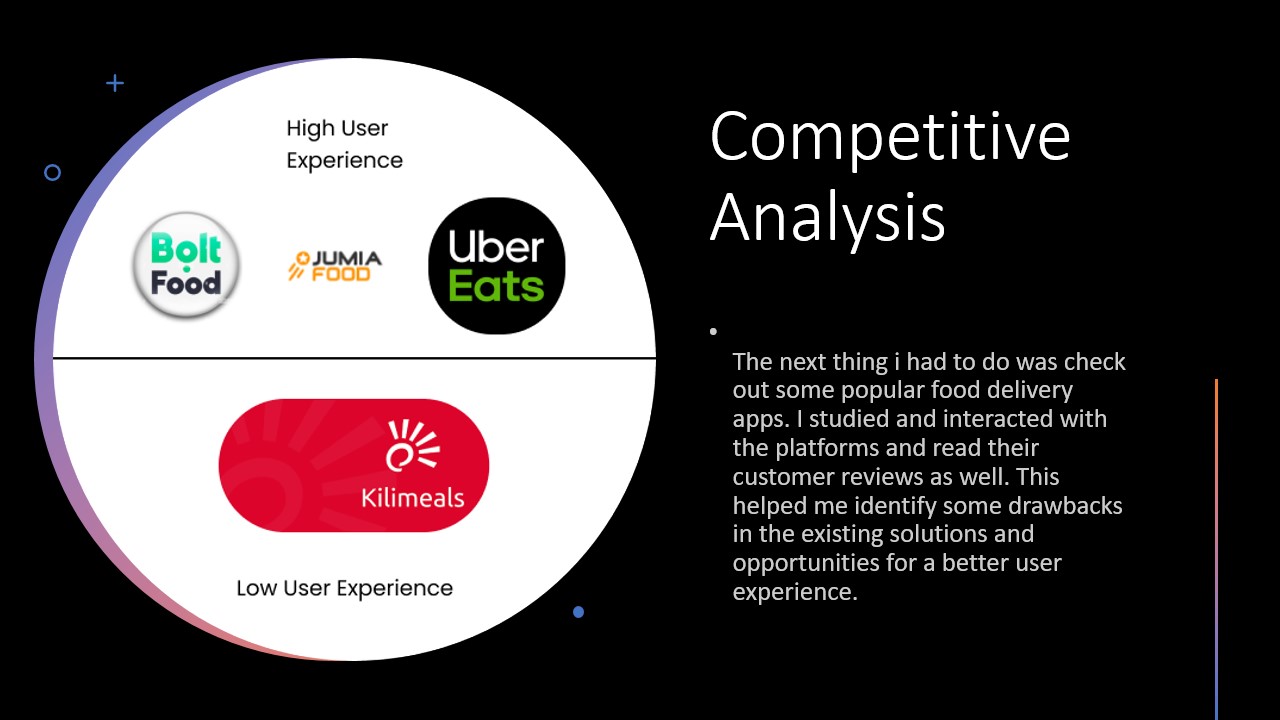 High User
Experience
Bolt
Food
JUMIA
FOOD
Uber
Eats
Kilimeals
Low User Experience
Competitive
Analysis
•
The next thing i had to do was check
out some popular food delivery
apps. I studied and interacted with
the platforms and read their
customer reviews as well. This
helped me identify some drawbacks
in the existing solutions and
opportunities for a better user
experience.